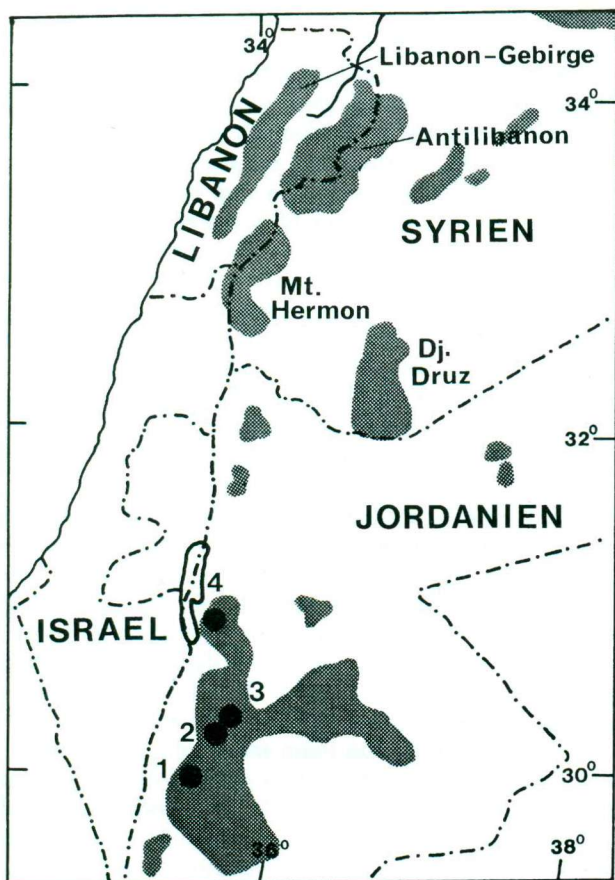 34°
Libanon-Gebirge
34°
Antilibanon
LIBANON
SYRIEN
Mt.
Hermon
Dj.
Druz
32°
JORDANIEN
4
ISRAEL
3
2
1
30°
36°
38°